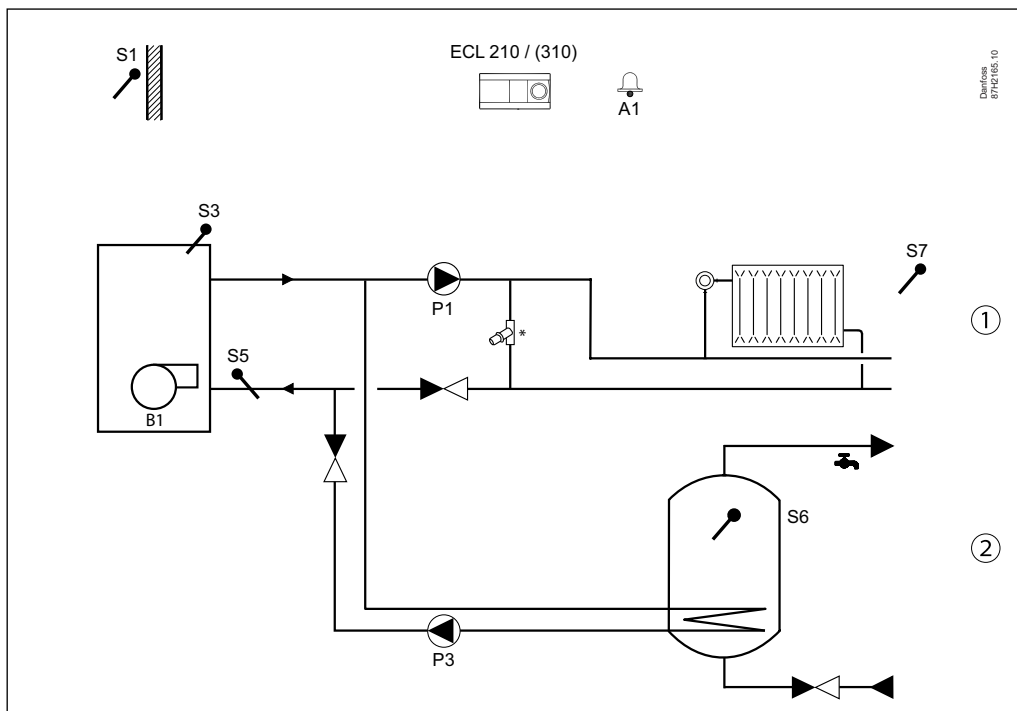 S1
ECL 210 / (310)
A1
Danfoss
87H2165.10
S3
S7
P1
*
1
S5
B1
S6
2
P3